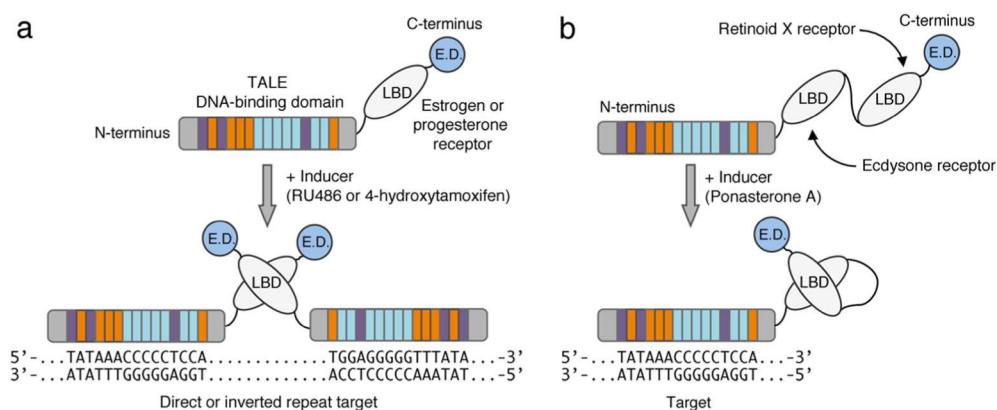 a
C-terminus
E.D.
LBD
TALE
DNA-binding domain
Estrogen or
progesterone
receptor
N-terminus
+ Inducer
(RU486 or 4-hydroxytamoxifen)
E.D.
E.D.
LBD
5’-...TATAAACCCCCTCCA.............TGGAGGGGGTTTATA...-3’
3’-...ATATTTGGGGGAGGT.............ACCTCCCCCAAATAT...-5’
Direct or inverted repeat target
b
Retinoid X receptor
C-terminus
E.D.
LBD
LBD
N-terminus
Ecdysone receptor
+ Inducer
(Ponasterone A)
E.D.
LBD
5’-...TATAAACCCCCTCCA...-3’
3’-...ATATTTGGGGGAGGT...-5’
Target